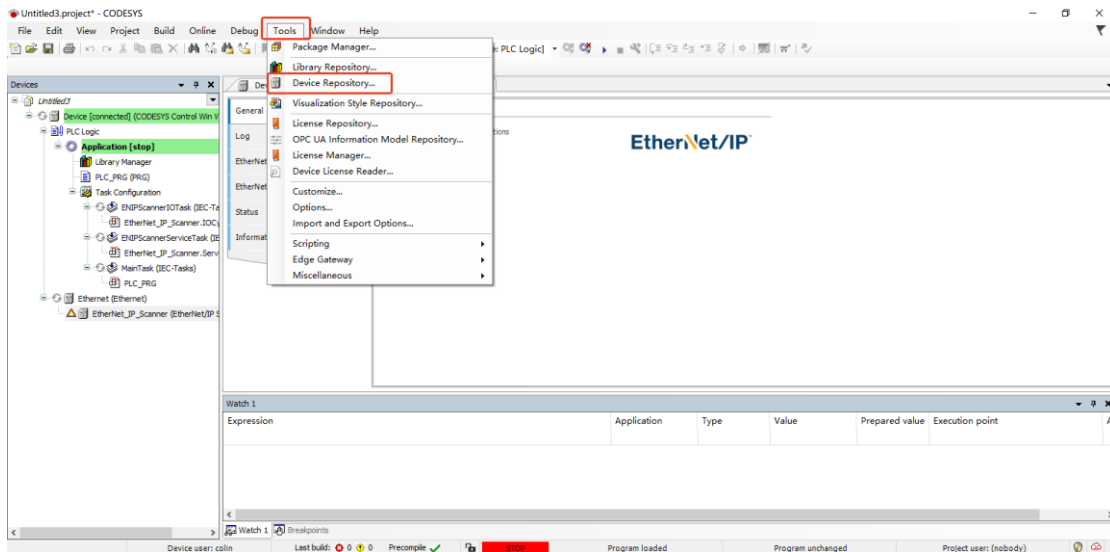 Untitled3.project* - CODESYS
File Edit View Project Build Online Debug Tools Window Help
PLC Logic]
Package Manager...
Library Repository...
Device Repository...
Visualization Style Repository...
License Repository...
OPC UA Information Model Repository...
License Manager...
Device License Reader...
Customize...
Options...
Import and Export Options...
Scripting
Edge Gateway
Miscellaneous
Devices
Untitled3
Device [connected] (CODESYS Control Win V
PLC Logic
Application [stop]
Library Manager
PLC_PRG (PRG)
Task Configuration
ENIPScannerIOTask (IEC-Ta
EtherNet_IP_Scanner.IOCy
ENIPScannerServiceTask (IE
EtherNet_IP_Scanner.Serv
MainTask (IEC-Tasks)
PLC_PRG
Ethernet (Ethernet)
EtherNet_IP_Scanner (EtherNet/IP S
De
General
Log
EtherNet
EtherNet
Status
Informat
tions
EtherNet/IP
Watch 1
Expression Application Type Value Prepared value Execution point
Watch 1 Breakpoints
Device user: colin Last build: 0 0 Precompile STOP Program loaded Program unchanged Project user: (nobody)